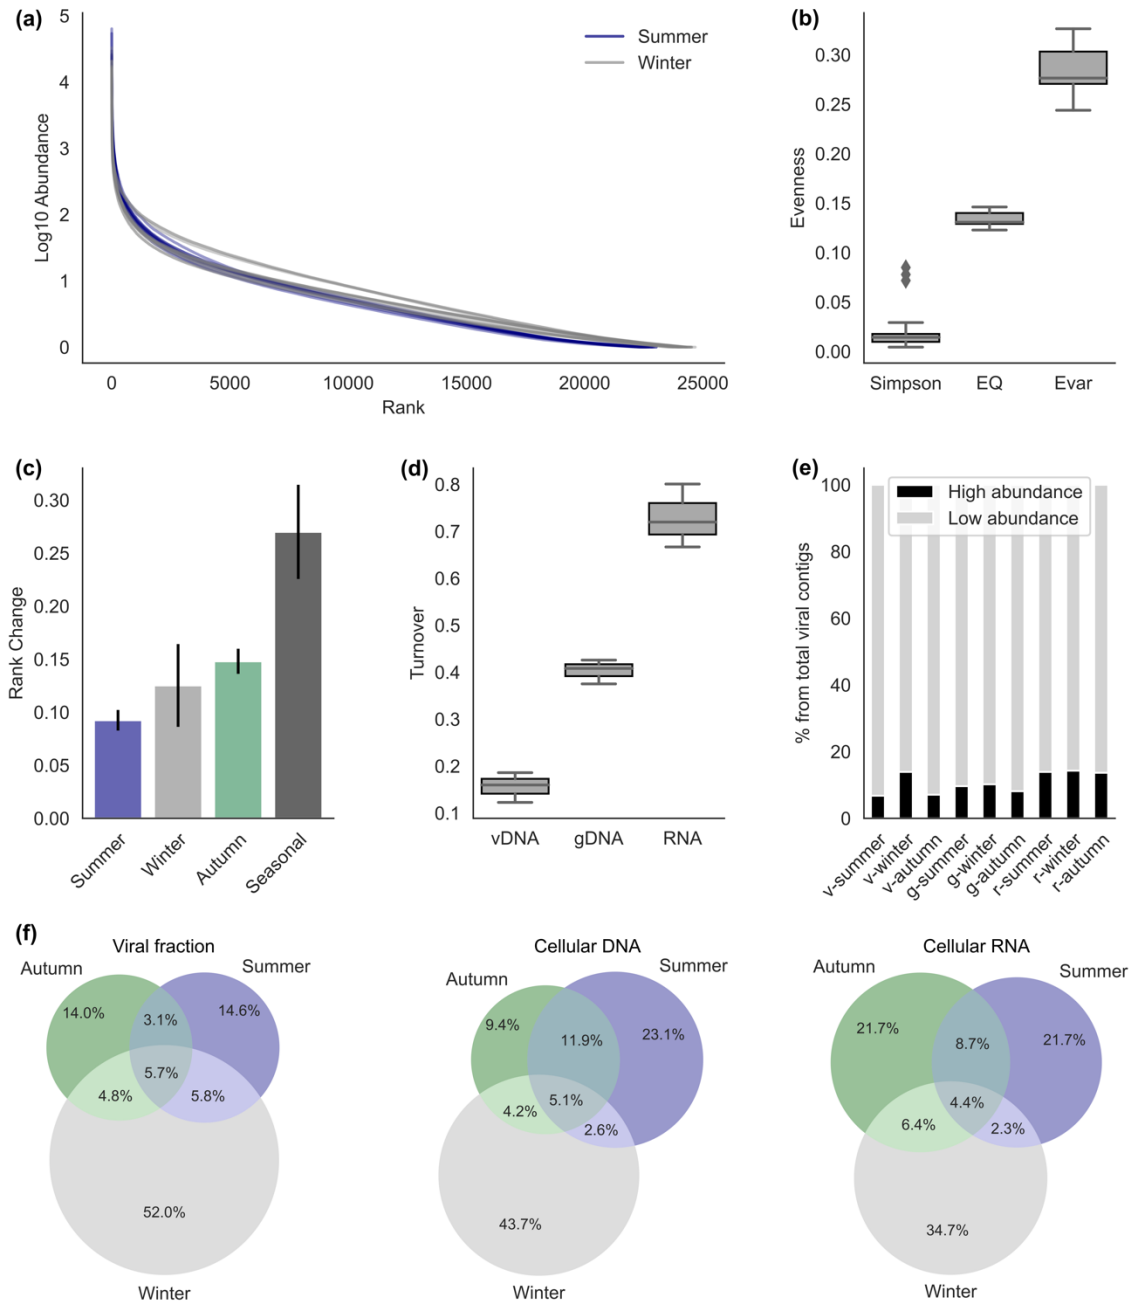 (a)
5
4
3
2
1
0
Log10 Abundance
0 5000 10000 15000 20000 25000
Rank
Summer
Winter
(b)
0.30
0.25
0.20
0.15
0.10
0.05
0.00
Evenness
Simpson EQ Evar
(c)
0.30
0.25
0.20
0.15
0.10
0.05
0.00
Rank Change
Summer Winter Autumn Seasonal
(d)
0.8
0.7
0.6
0.5
0.4
0.3
0.2
0.1
Turnover
vDNA gDNA RNA
(e)
100
80
60
40
20
0
% from total viral contigs
High abundance
Low abundance
v-summer v-winter v-autumn g-summer g-winter g-autumn r-summer r-winter r-autumn
(f)
Viral fraction
Autumn Summer
14.0% 3.1% 14.6%
5.7%
4.8% 5.8%
52.0%
Winter
Cellular DNA
Autumn Summer
9.4% 11.9% 23.1%
5.1%
4.2% 2.6%
43.7%
Winter
Cellular RNA
Autumn Summer
21.7% 8.7% 21.7%
4.4%
6.4% 2.3%
34.7%
Winter